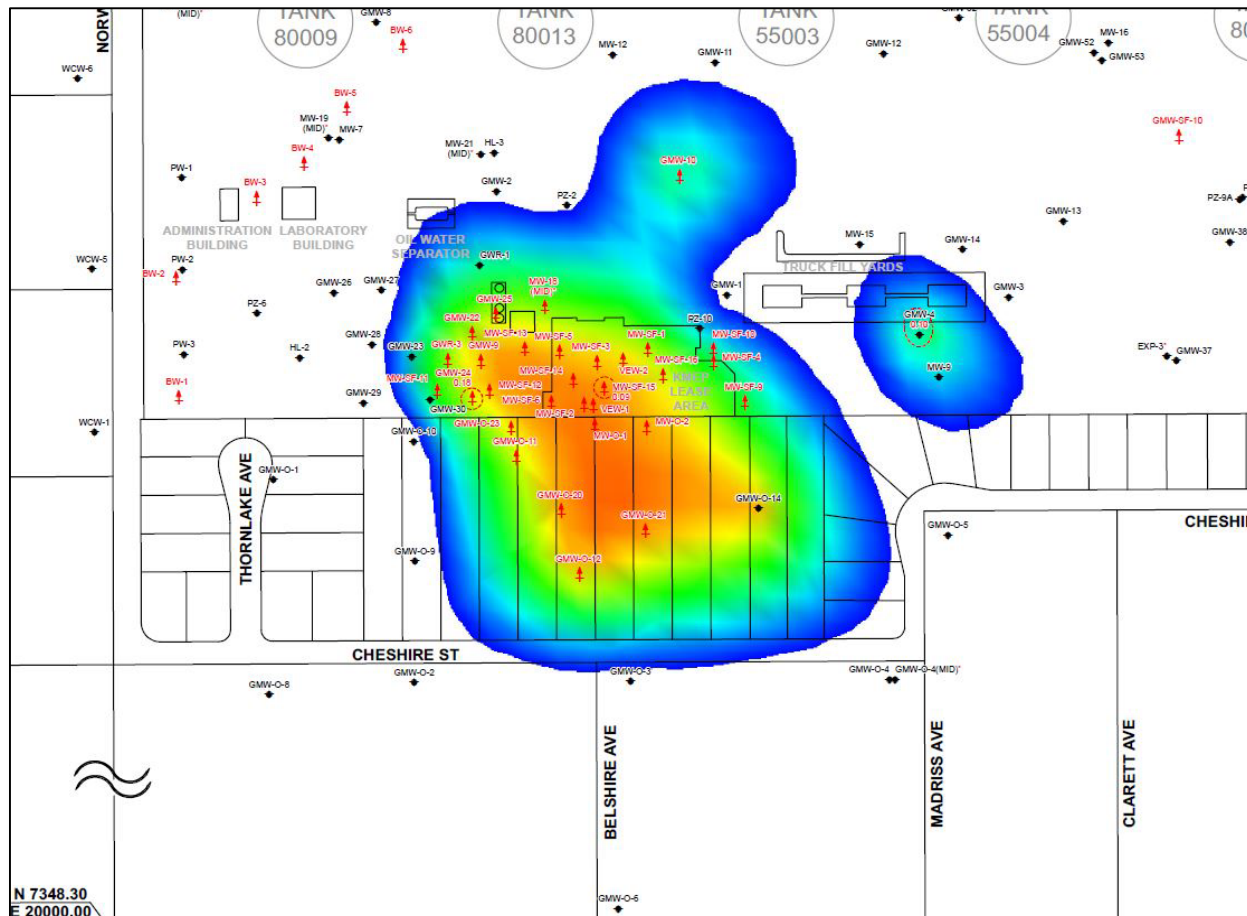 (MID)*
GMW-8
TANK
80009
TANK
80013
TANK
55003
TANK
55004
BW-6
MW-12
GMW-11
GMW-12
GMW-52
MW-16
GMW-53
WCW-6
BW-5
MW-19
(MID)*
MW-7
GMW-SF-10
BW-4
MW-21
(MID)*
HL-3
GMW-10
PW-1
BW-3
GMW-2
PZ-2
PZ-9A
ADMINISTRATION
BUILDING
LABORATORY
BUILDING
OIL WATER
SEPARATOR
GMW-13
MW-15
GMW-14
GMW-38
WCW-5
PW-2
BW-2
GWR-1
TRUCK FILL YARDS
GMW-26
GMW-27
MW-18
(MID)*
GMW-1
GMW-3
PZ-5
GMW-25
GMW-4
0.10
GMW-28
GMW-22
PZ-10
MW-SF-13
MW-SF-5
MW-SF-1
PW-3
HL-2
GMW-23
GWR-3
GMW-9
MW-SF-3
MW-SF-4
EXP-3*
GMW-37
MW-SF-16
VEW-2
MW-9
BW-1
MW-SF-11
GMW-24
0.18
MW-SF-14
MW-SF-12
MW-SF-15
0.09
KMEP
LEASE
AREA
MW-SF-9
GMW-29
GMW-30
MW-SF-6
MW-SF-2
VEW-1
WCW-1
GMW-O-10
GMW-O-23
MW-O-1
MW-O-2
GMW-O-11
GMW-O-1
GMW-O-20
GMW-O-14
GMW-O-21
GMW-O-5
GMW-O-9
GMW-O-12
THORNLAKE AVE
CHESHIRE ST
GMW-O-8
GMW-O-2
GMW-O-3
GMW-O-4
GMW-O-4(MID)*
BELSHIRE AVE
MADRISS AVE
CLARETT AVE
GMW-O-6
N 7348.30
E 20000.00